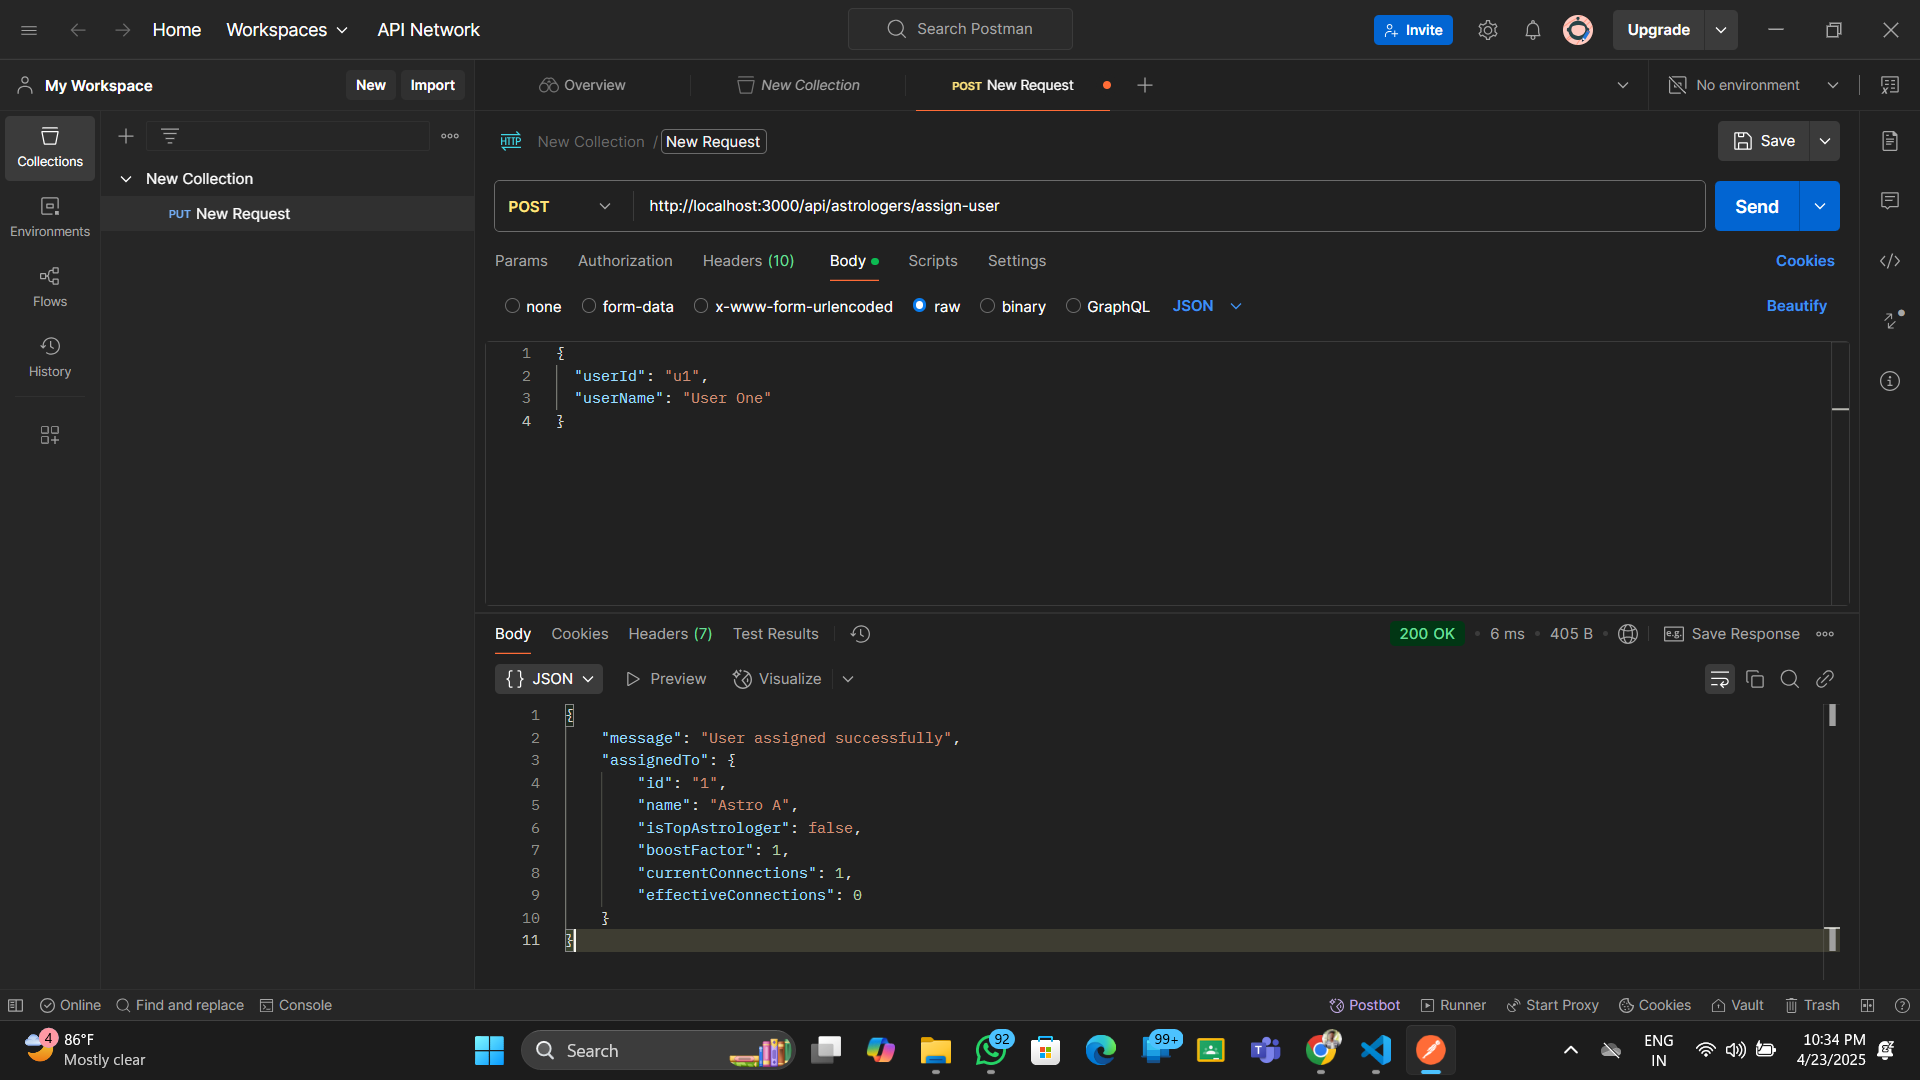 Home
Workspaces
API Network
Search Postman
Invite
Upgrade
My Workspace
New
Import
Overview
New Collection
POST New Request
No environment
Collections
Environments
Flows
History
New Collection
PUT New Request
HTTP New Collection / New Request
Save
POST
http://localhost:3000/api/astrologers/assign-user
Send
Params
Authorization
Headers (10)
Body
Scripts
Settings
Cookies
none
form-data
x-www-form-urlencoded
raw
binary
GraphQL
JSON
Beautify
1 {
2 "userId": "u1",
3 "userName": "User One"
4 }
Body
Cookies
Headers (7)
Test Results
200 OK
6 ms
405 B
e.g. Save Response
{} JSON
Preview
Visualize
1 {
2 "message": "User assigned successfully",
3 "assignedTo": {
4 "id": "1",
5 "name": "Astro A",
6 "isTopAstrologer": false,
7 "boostFactor": 1,
8 "currentConnections": 1,
9 "effectiveConnections": 0
10 }
11 }
Online
Find and replace
Console
Postbot
Runner
Start Proxy
Cookies
Vault
Trash
4
86°F
Mostly clear
Search
92
99+
ENG
IN
10:34 PM
4/23/2025